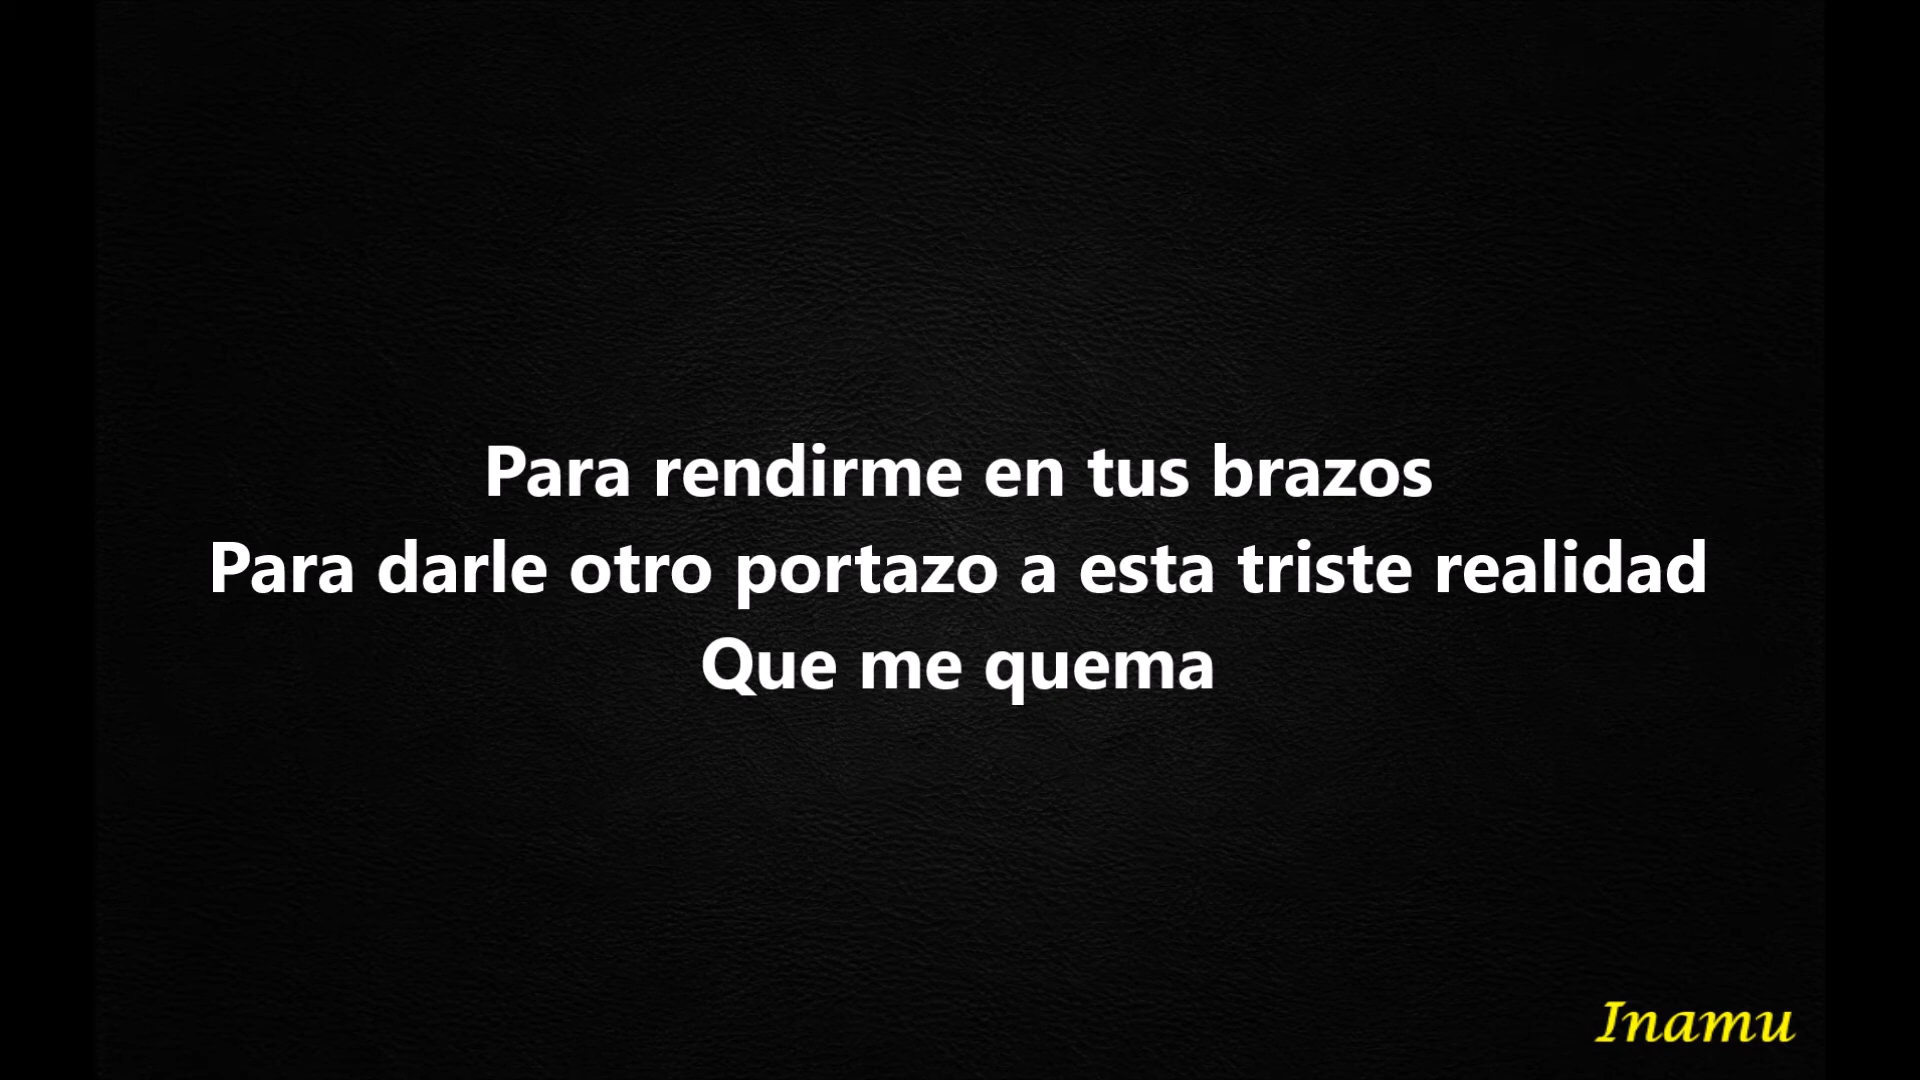 Para rendirme en tus brazos
Para darle otro portazo a esta triste realidad
Que me quema
Inamu